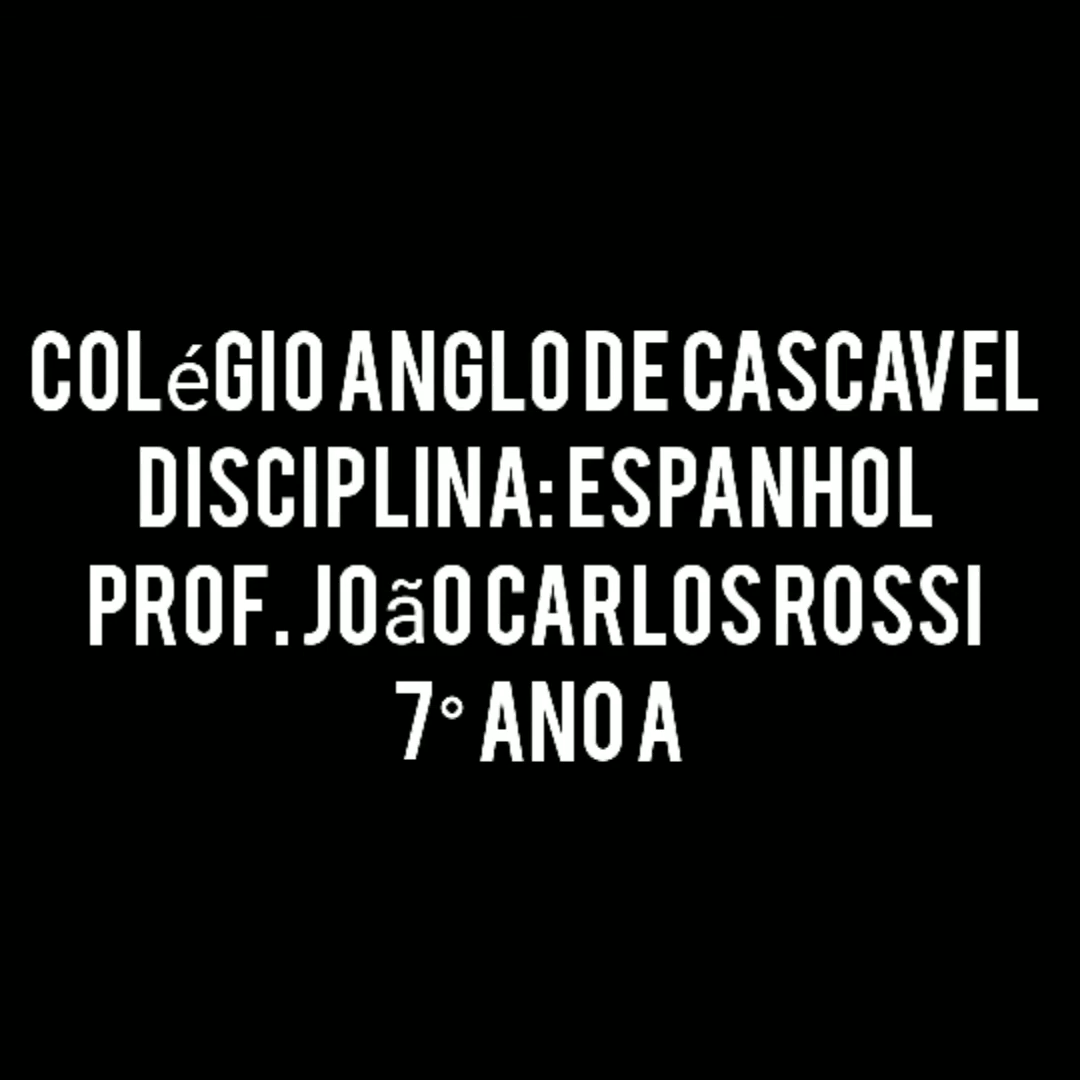 COLéGIO ANGLO DE CASCAVEL
DISCIPLINA: ESPANHOL
PROF. JOãO CARLOS ROSSI
7° ANO A